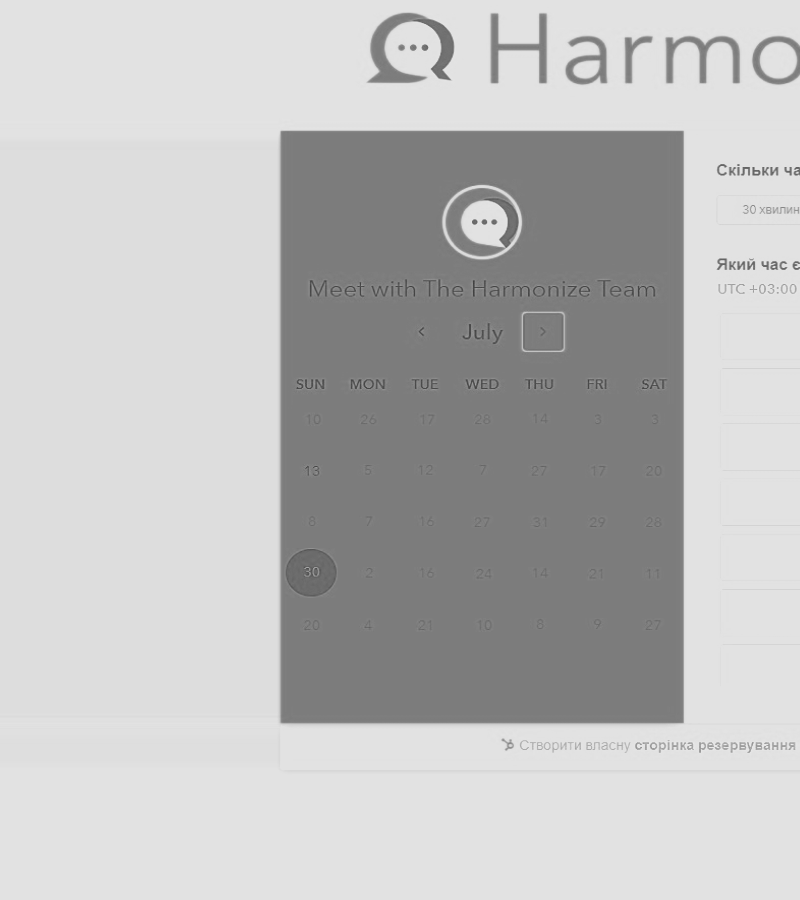 Harmo
Meet with The Harmonize Team
July
SUN MON TUE WED THU FRI SAT
10 26 17 28 14 3 3
13 5 12 7 27 17 20
8 7 16 27 31 29 28
30 2 16 24 14 21 11
20 4 21 10 8 9 27
Скільки ча
30 хвилин
Який час є
UTC +03:00
Створити власну сторінка резервування